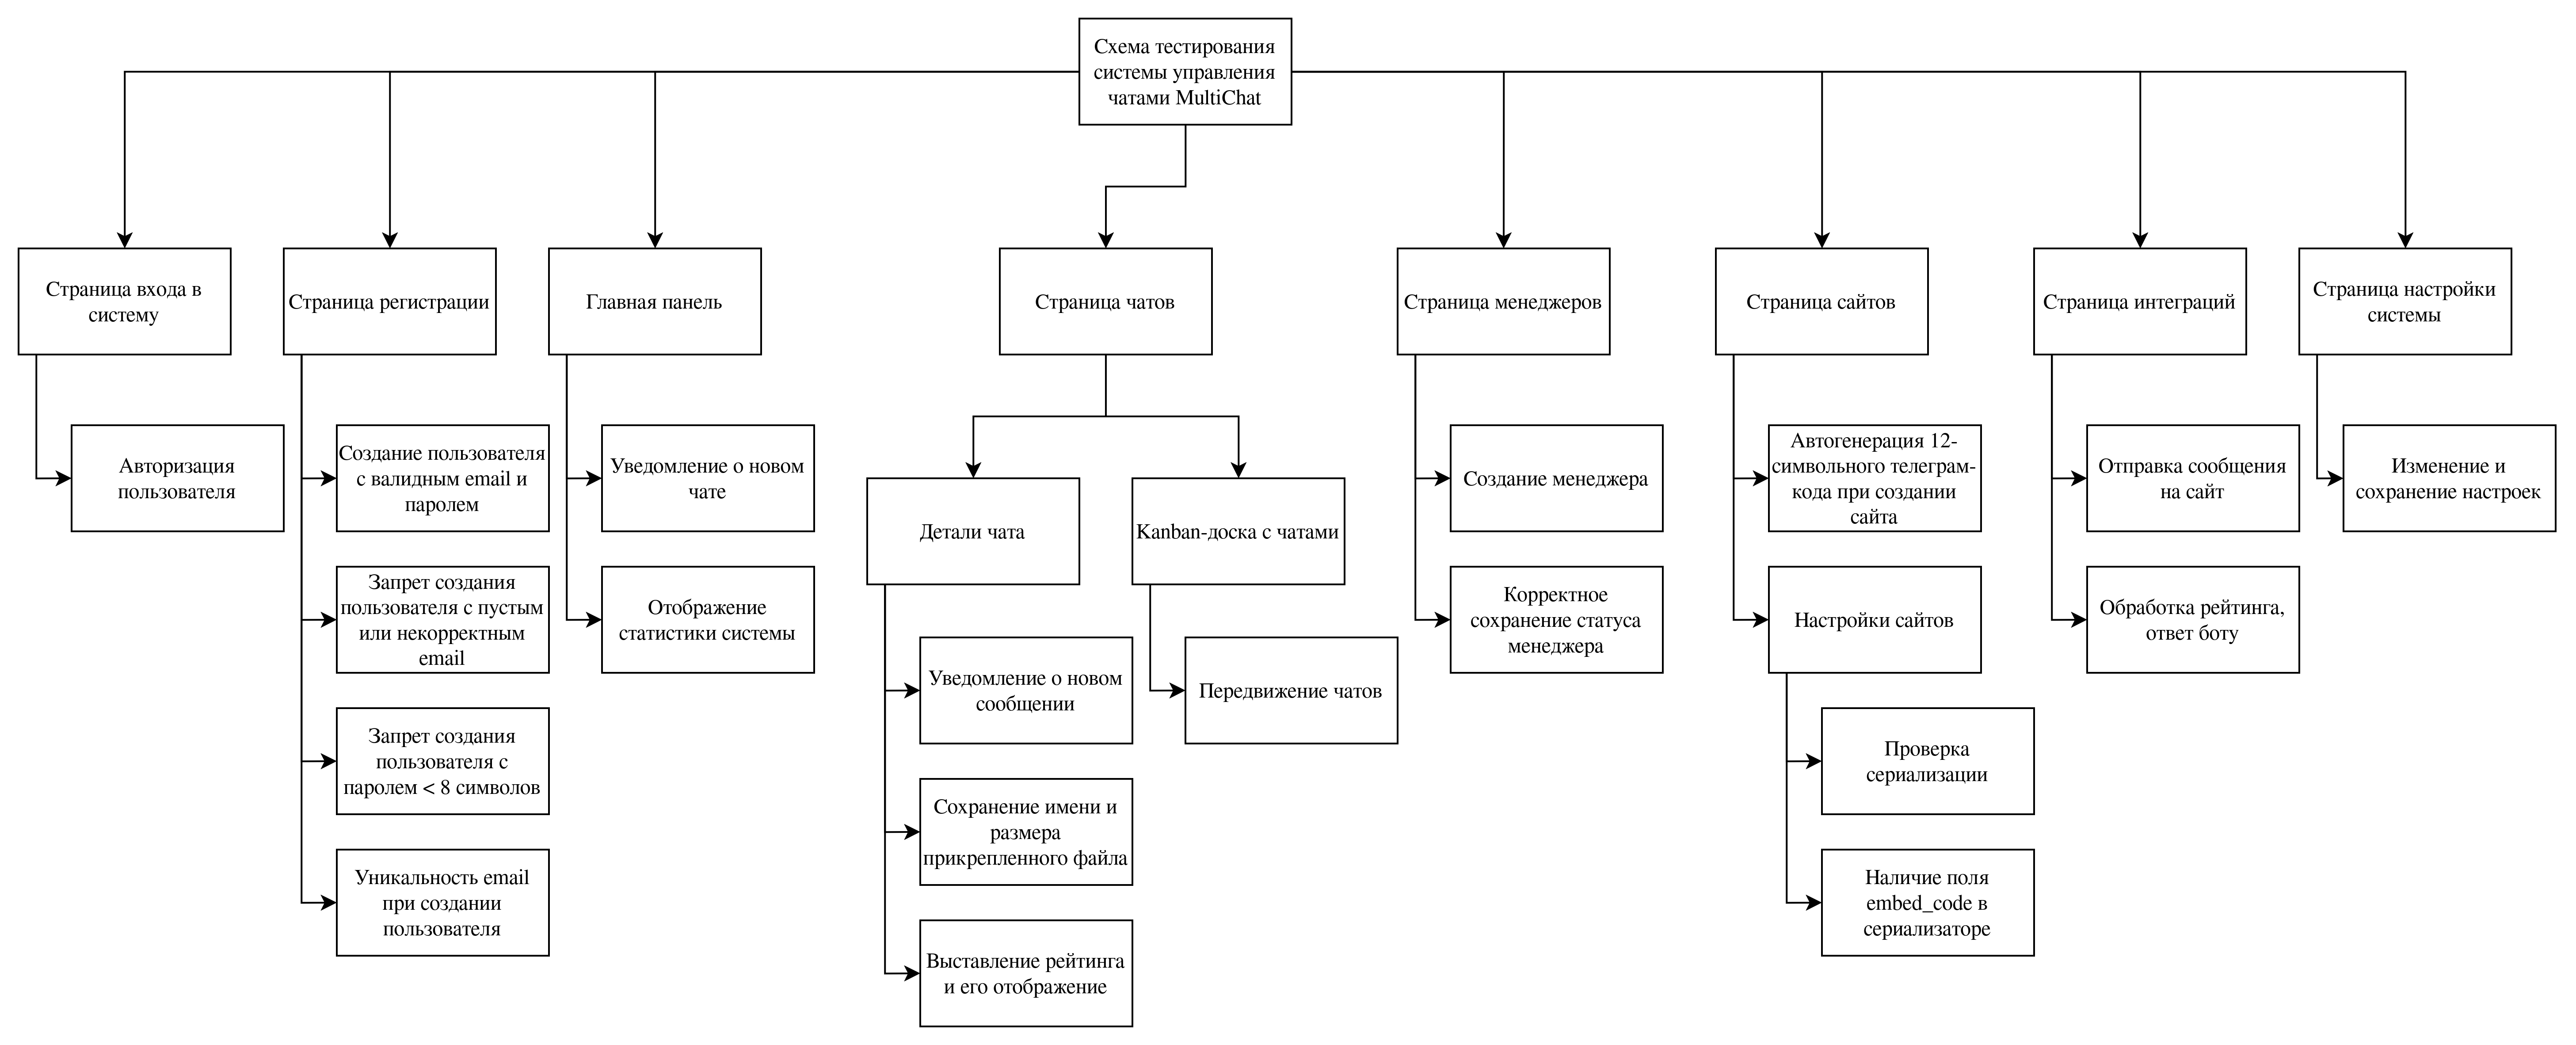 Схема тестирования
системы управления
чатами MultiChat
Страница входа в
систему
Страница регистрации
Главная панель
Страница чатов
Страница менеджеров
Страница сайтов
Страница интеграций
Страница настройки
системы
Авторизация
пользователя
Создание пользователя
с валидным email и
паролем
Запрет создания
пользователя с пустым
или некорректным
email
Запрет создания
пользователя с
паролем < 8 символов
Уникальность email
при создании
пользователя
Уведомление о новом
чате
Отображение
статистики системы
Детали чата
Уведомление о новом
сообщении
Сохранение имени и
размера
прикрепленного файла
Выставление рейтинга
и его отображение
Kanban-доска с чатами
Передвижение чатов
Создание менеджера
Корректное
сохранение статуса
менеджера
Автогенерация 12-
символьного телеграм-
кода при создании
сайта
Настройки сайтов
Проверка
сериализации
Наличие поля
embed_code в
сериализаторе
Отправка сообщения
на сайт
Обработка рейтинга,
ответ боту
Изменение и
сохранение настроек